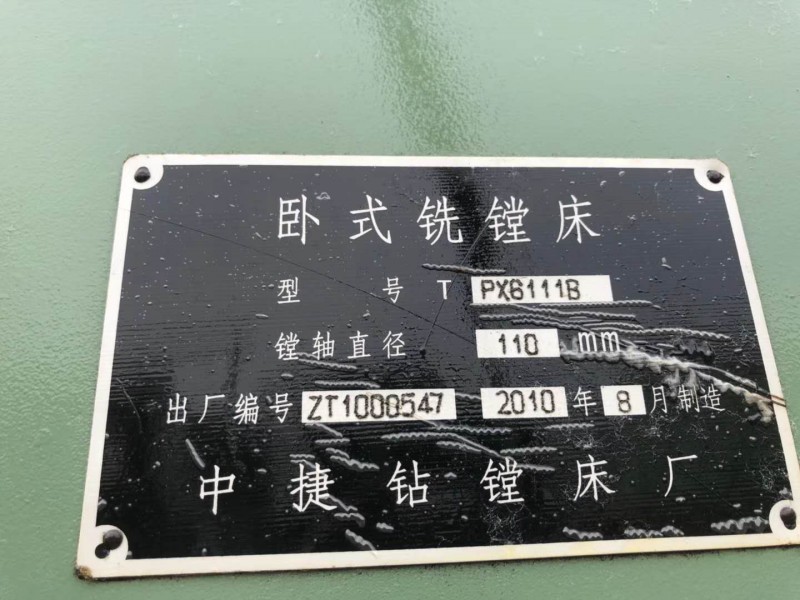 卧式铣镗床
型号 T PX6111B
镗轴直径 110 mm
出厂编号 ZT1000547 2010 年 8 月制造
中捷钻镗床厂